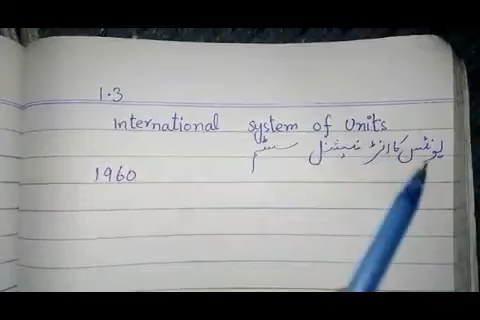 1.3
International system of Units
یونٹس کا انٹرنیشنل سسٹم
1960